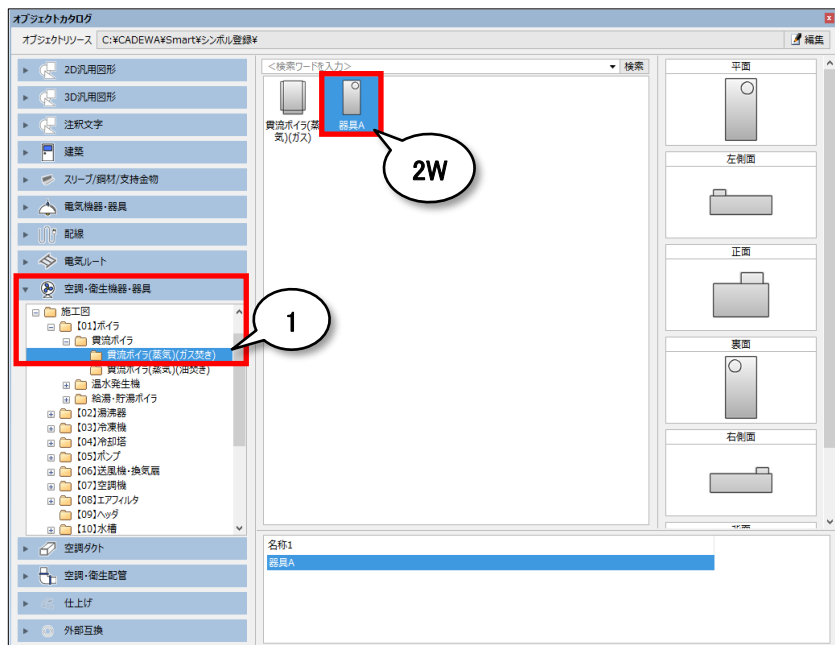 オブジェクトカタログ
オブジェクトリソース C:¥CADEWA¥Smart¥シンボル登録¥
編集
2D汎用図形
3D汎用図形
注釈文字
建築
スリーブ/鋼材/支持金物
電気機器・器具
配線
電気ルート
空調・衛生機器・器具
施工図
【01】ボイラ
貫流ボイラ
貫流ボイラ(蒸気)(ガス焚き)
貫流ボイラ(蒸気)(油焚き)
温水発生機
給湯・貯湯ボイラ
【02】湯沸器
【03】冷凍機
【04】冷却塔
【05】ポンプ
【06】送風機・換気扇
【07】空調機
【08】エアフィルタ
【09】ヘッダ
【10】水槽
空調ダクト
空調・衛生配管
仕上げ
外部互換
1
<検索ワードを入力>
検索
貫流ボイラ(蒸
気)(ガス)
器具A
2W
名称1
器具A
平面
左側面
正面
裏面
右側面